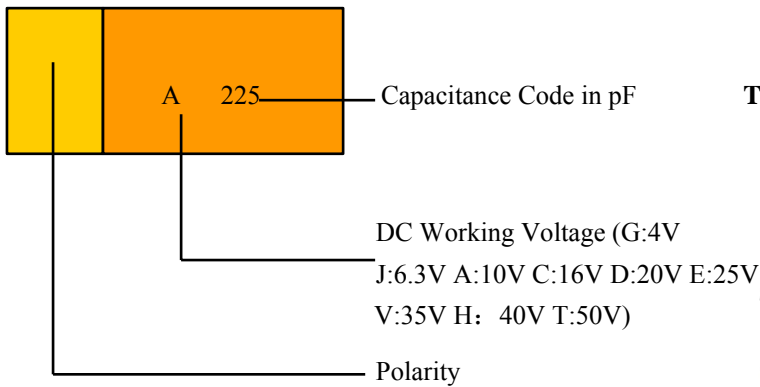 A 225 Capacitance Code in pF T
DC Working Voltage (G:4V
J:6.3V A:10V C:16V D:20V E:25V
V:35V H： 40V T:50V)
Polarity